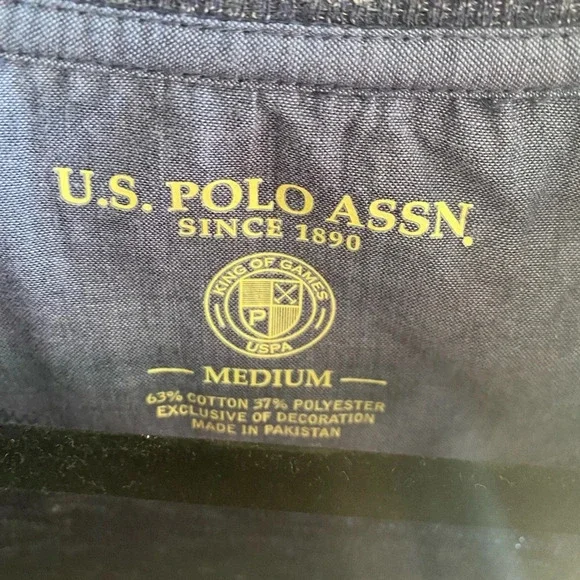 U.S. POLO ASSN.
SINCE 1890
KING OF GAMES
P
USPA
MEDIUM
63% COTTON 37% POLYESTER
EXCLUSIVE OF DECORATION
MADE IN PAKISTAN